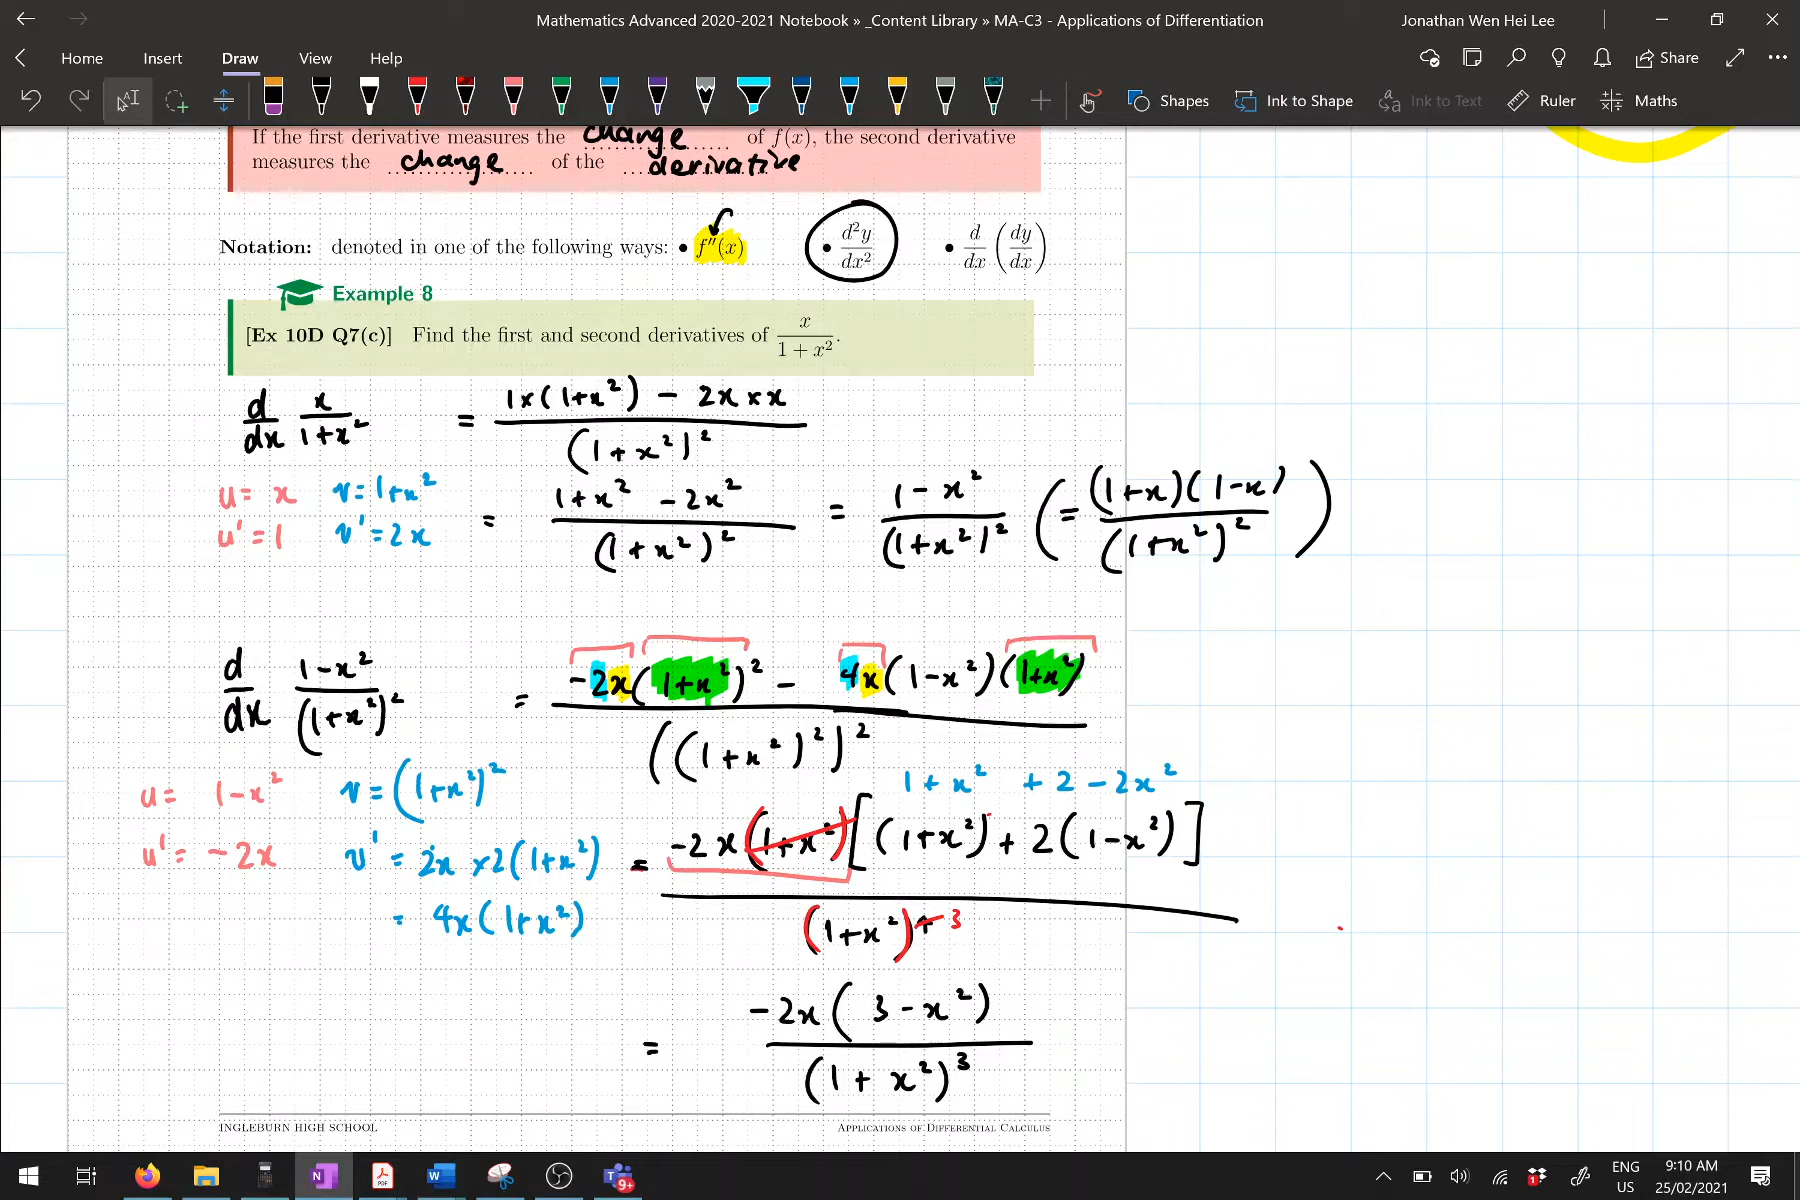 Mathematics Advanced 2020-2021 Notebook » _Content Library » MA-C3 - Applications of Differentiation
Jonathan Wen Hei Lee
Home Insert Draw View Help
Share
Shapes Ink to Shape Ink to Text Ruler Maths
If the first derivative measures the change of f(x), the second derivative
measures the change of the derivative
Notation: denoted in one of the following ways: • f''(x) • d²y/dx² • d/dx (dy/dx)
Example 8
[Ex 10D Q7(c)] Find the first and second derivatives of x/(1 + x²).
d/dx x/(1+x²) = (1×(1+x²) - 2x × x)/(1+x²)²
u = x v = 1+x²
u' = 1 v' = 2x
= (1+x² - 2x²)/(1+x²)² = (1-x²)/(1+x²)² (= (1+x)(1-x)/(1+x²)²)
d/dx (1-x²)/(1+x²)² = (-2x(1+x²)² - 4x(1-x²)(1+x²))/((1+x²)²)²
u = 1-x² v = (1+x²)²
u' = -2x v' = 2x ×2(1+x²)
= 4x(1+x²)
1+x² +2-2x²
= -2x(1+x²)[(1+x²) + 2(1-x²)]/(1+x²)⁴ 3
= -2x(3-x²)/(1+x²)³
INGLEBURN HIGH SCHOOL
APPLICATIONS OF DIFFERENTIAL CALCULUS
9+
1
ENG
US
9:10 AM
25/02/2021